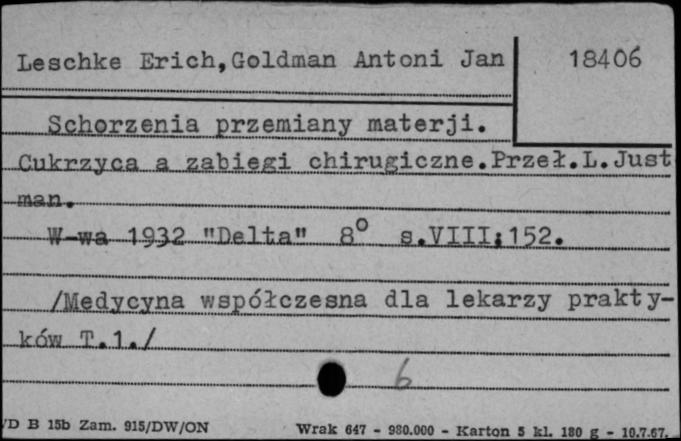 Leschke Erich,Goldman Antoni Jan
18406
Schorzenia przemiany materji.
Cukrzyca a zabiegi chirugiczne.Przeł.L.Just
man.
W-wa 1932 "Delta" 8° s.VIII;152.
/Medycyna współczesna dla lekarzy prakty-
ków T.1./
6
/D B 15b Zam. 915/DW/ON
Wrak 647 - 980.000 - Karton 5 kl. 180 g - 10.7.67.